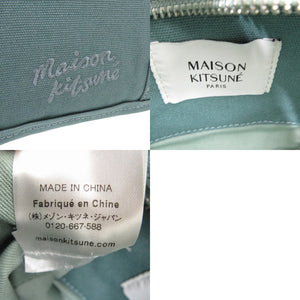 Maison
Kitsuné
MAISON
KITSUNÉ
PARIS
MADE IN CHINA
Fabriqué en Chine
(株)メゾン・キツネ・ジャパン
0120-667-588
maisonkitsune.com